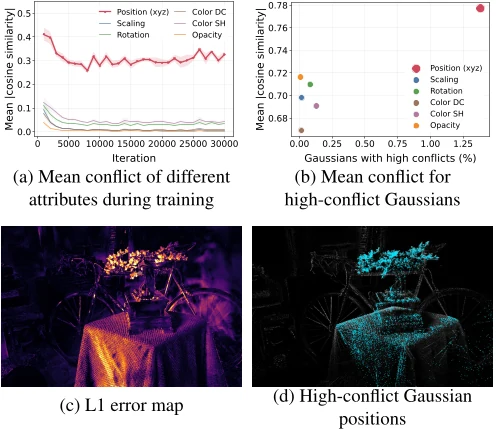 0.5
0.4
0.3
0.2
0.1
0.0
Mean |cosine similarity|
Position (xyz)
Scaling
Rotation
Color DC
Color SH
Opacity
0 5000 10000 15000 20000 25000 30000
Iteration
(a) Mean conflict of different
attributes during training
0.78
0.76
0.74
0.72
0.70
0.68
Mean |cosine similarity|
Position (xyz)
Scaling
Rotation
Color DC
Color SH
Opacity
0.00 0.25 0.50 0.75 1.00 1.25
Gaussians with high conflicts (%)
(b) Mean conflict for
high-conflict Gaussians
(c) L1 error map
(d) High-conflict Gaussian
positions